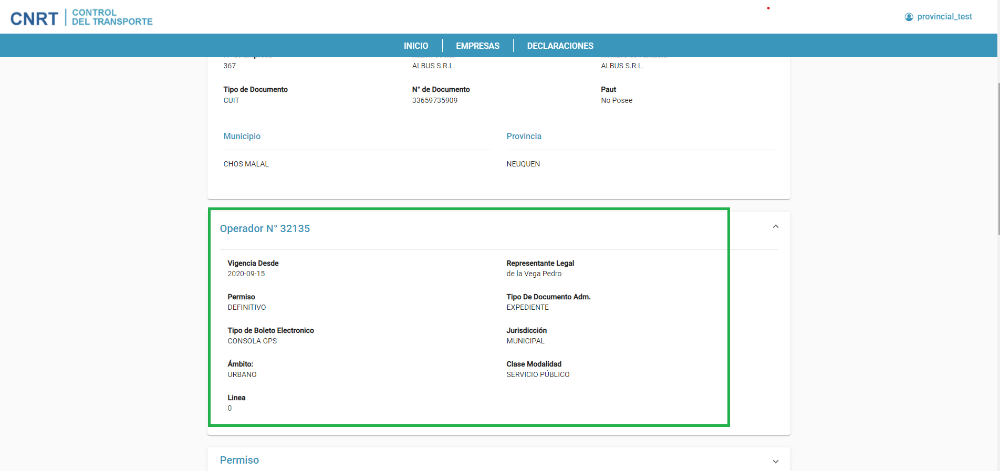 CNRT
CONTROL
DEL TRANSPORTE
provincial_test
INICIO
EMPRESAS
DECLARACIONES
367
ALBUS S.R.L.
ALBUS S.R.L.
Tipo de Documento
N° de Documento
Paut
CUIT
33659735909
No Posee
Municipio
Provincia
CHOS MALAL
NEUQUEN
Operador N° 32135
Vigencia Desde
Representante Legal
2020-09-15
de la Vega Pedro
Permiso
Tipo De Documento Adm.
DEFINITIVO
EXPEDIENTE
Tipo de Boleto Electronico
Jurisdicción
CONSOLA GPS
MUNICIPAL
Ámbito:
Clase Modalidad
URBANO
SERVICIO PÚBLICO
Linea
0
Permiso